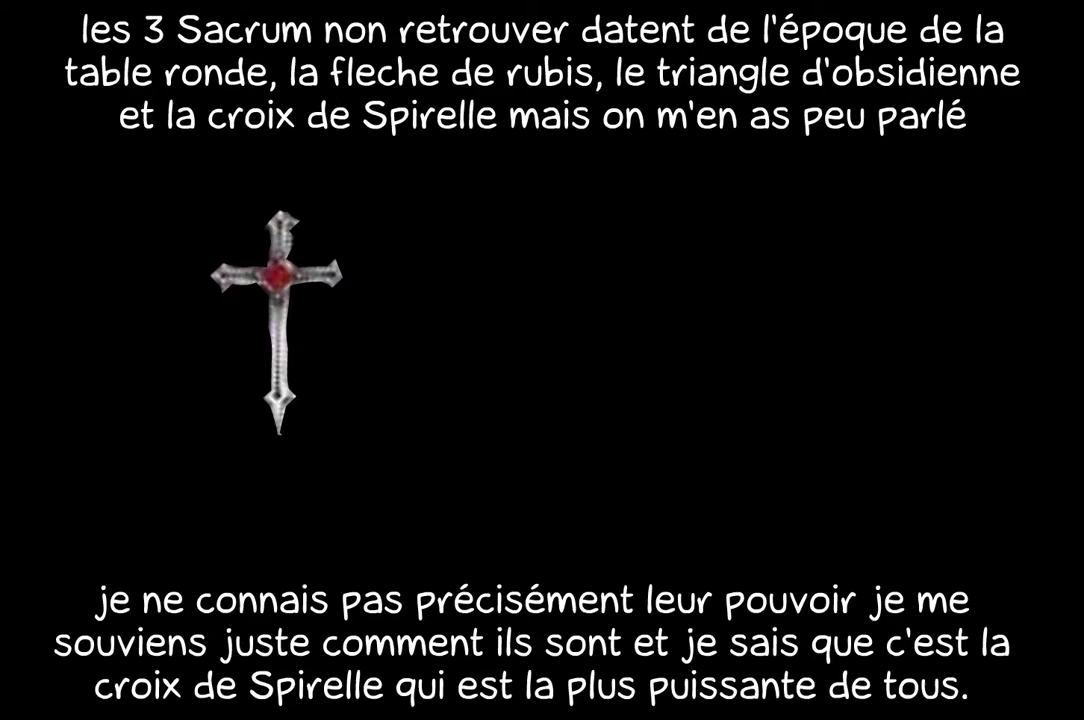 les 3 Sacrum non retrouver datent de l'époque de la
table ronde, la fleche de rubis, le triangle d'obsidienne
et la croix de Spirelle mais on m'en as peu parlé
je ne connais pas précisément leur pouvoir je me
souviens juste comment ils sont et je sais que c'est la
croix de Spirelle qui est la plus puissante de tous.